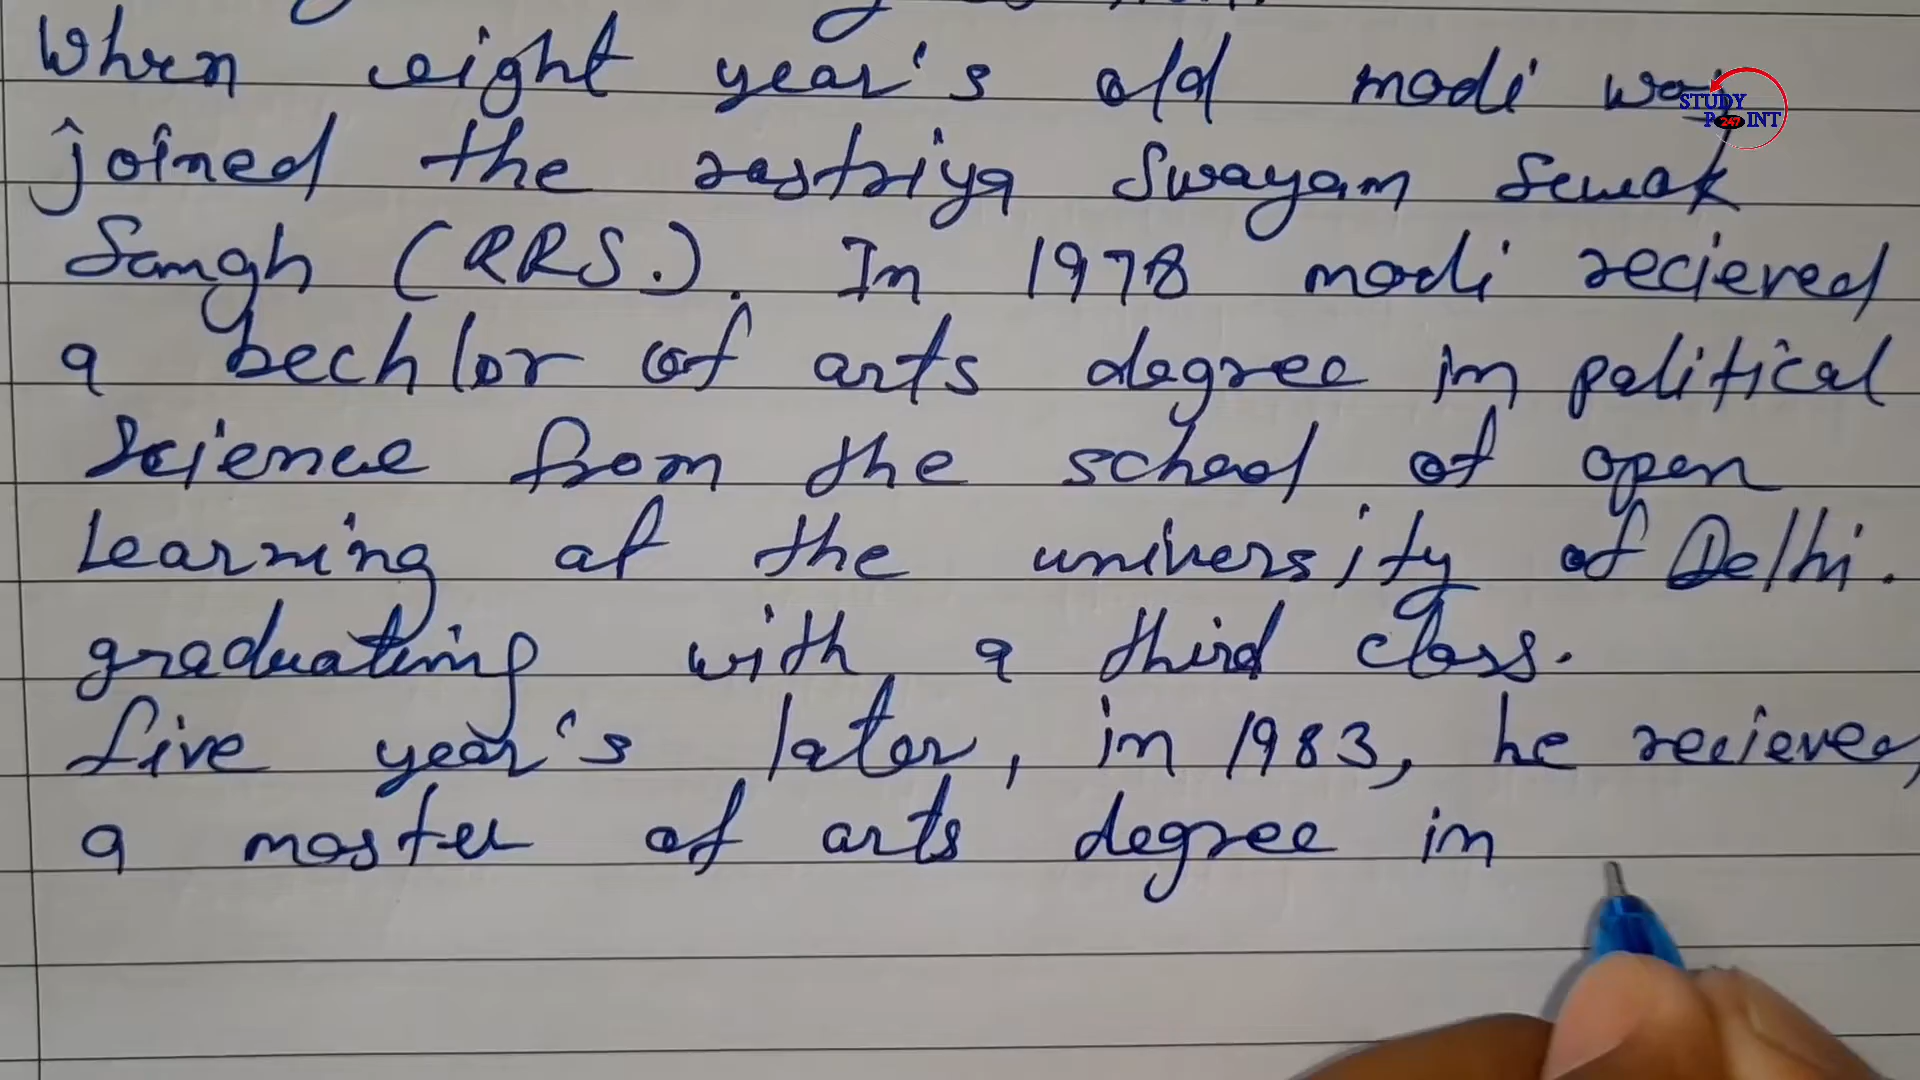 When eight year's old modi was
STUDY
P247INT
joined the rastriya Swayam Sewak
Sangh (RRS.). In 1978 modi recieved
a bechlor of arts degree in political
Science from the school of open
Learning at the university of Delhi.
graduating with a third class.
five year's later, in 1983, he recieved
a master of arts degree in